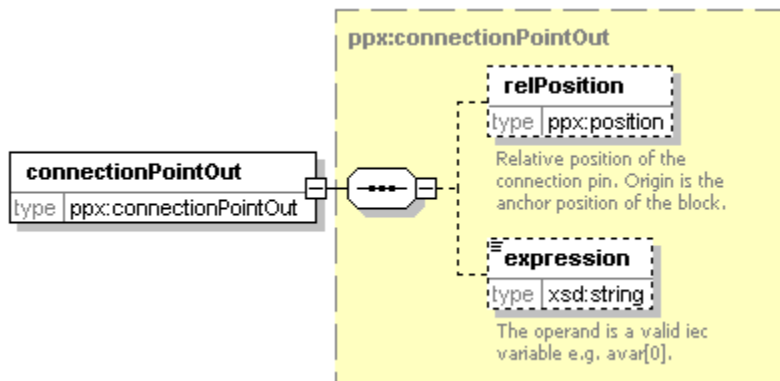 ppx:connectionPointOut
relPosition
type ppx:position
Relative position of the
connection pin. Origin is the
anchor position of the block.
connectionPointOut
type ppx:connectionPointOut
expression
type xsd:string
The operand is a valid iec
variable e.g. avar[0].